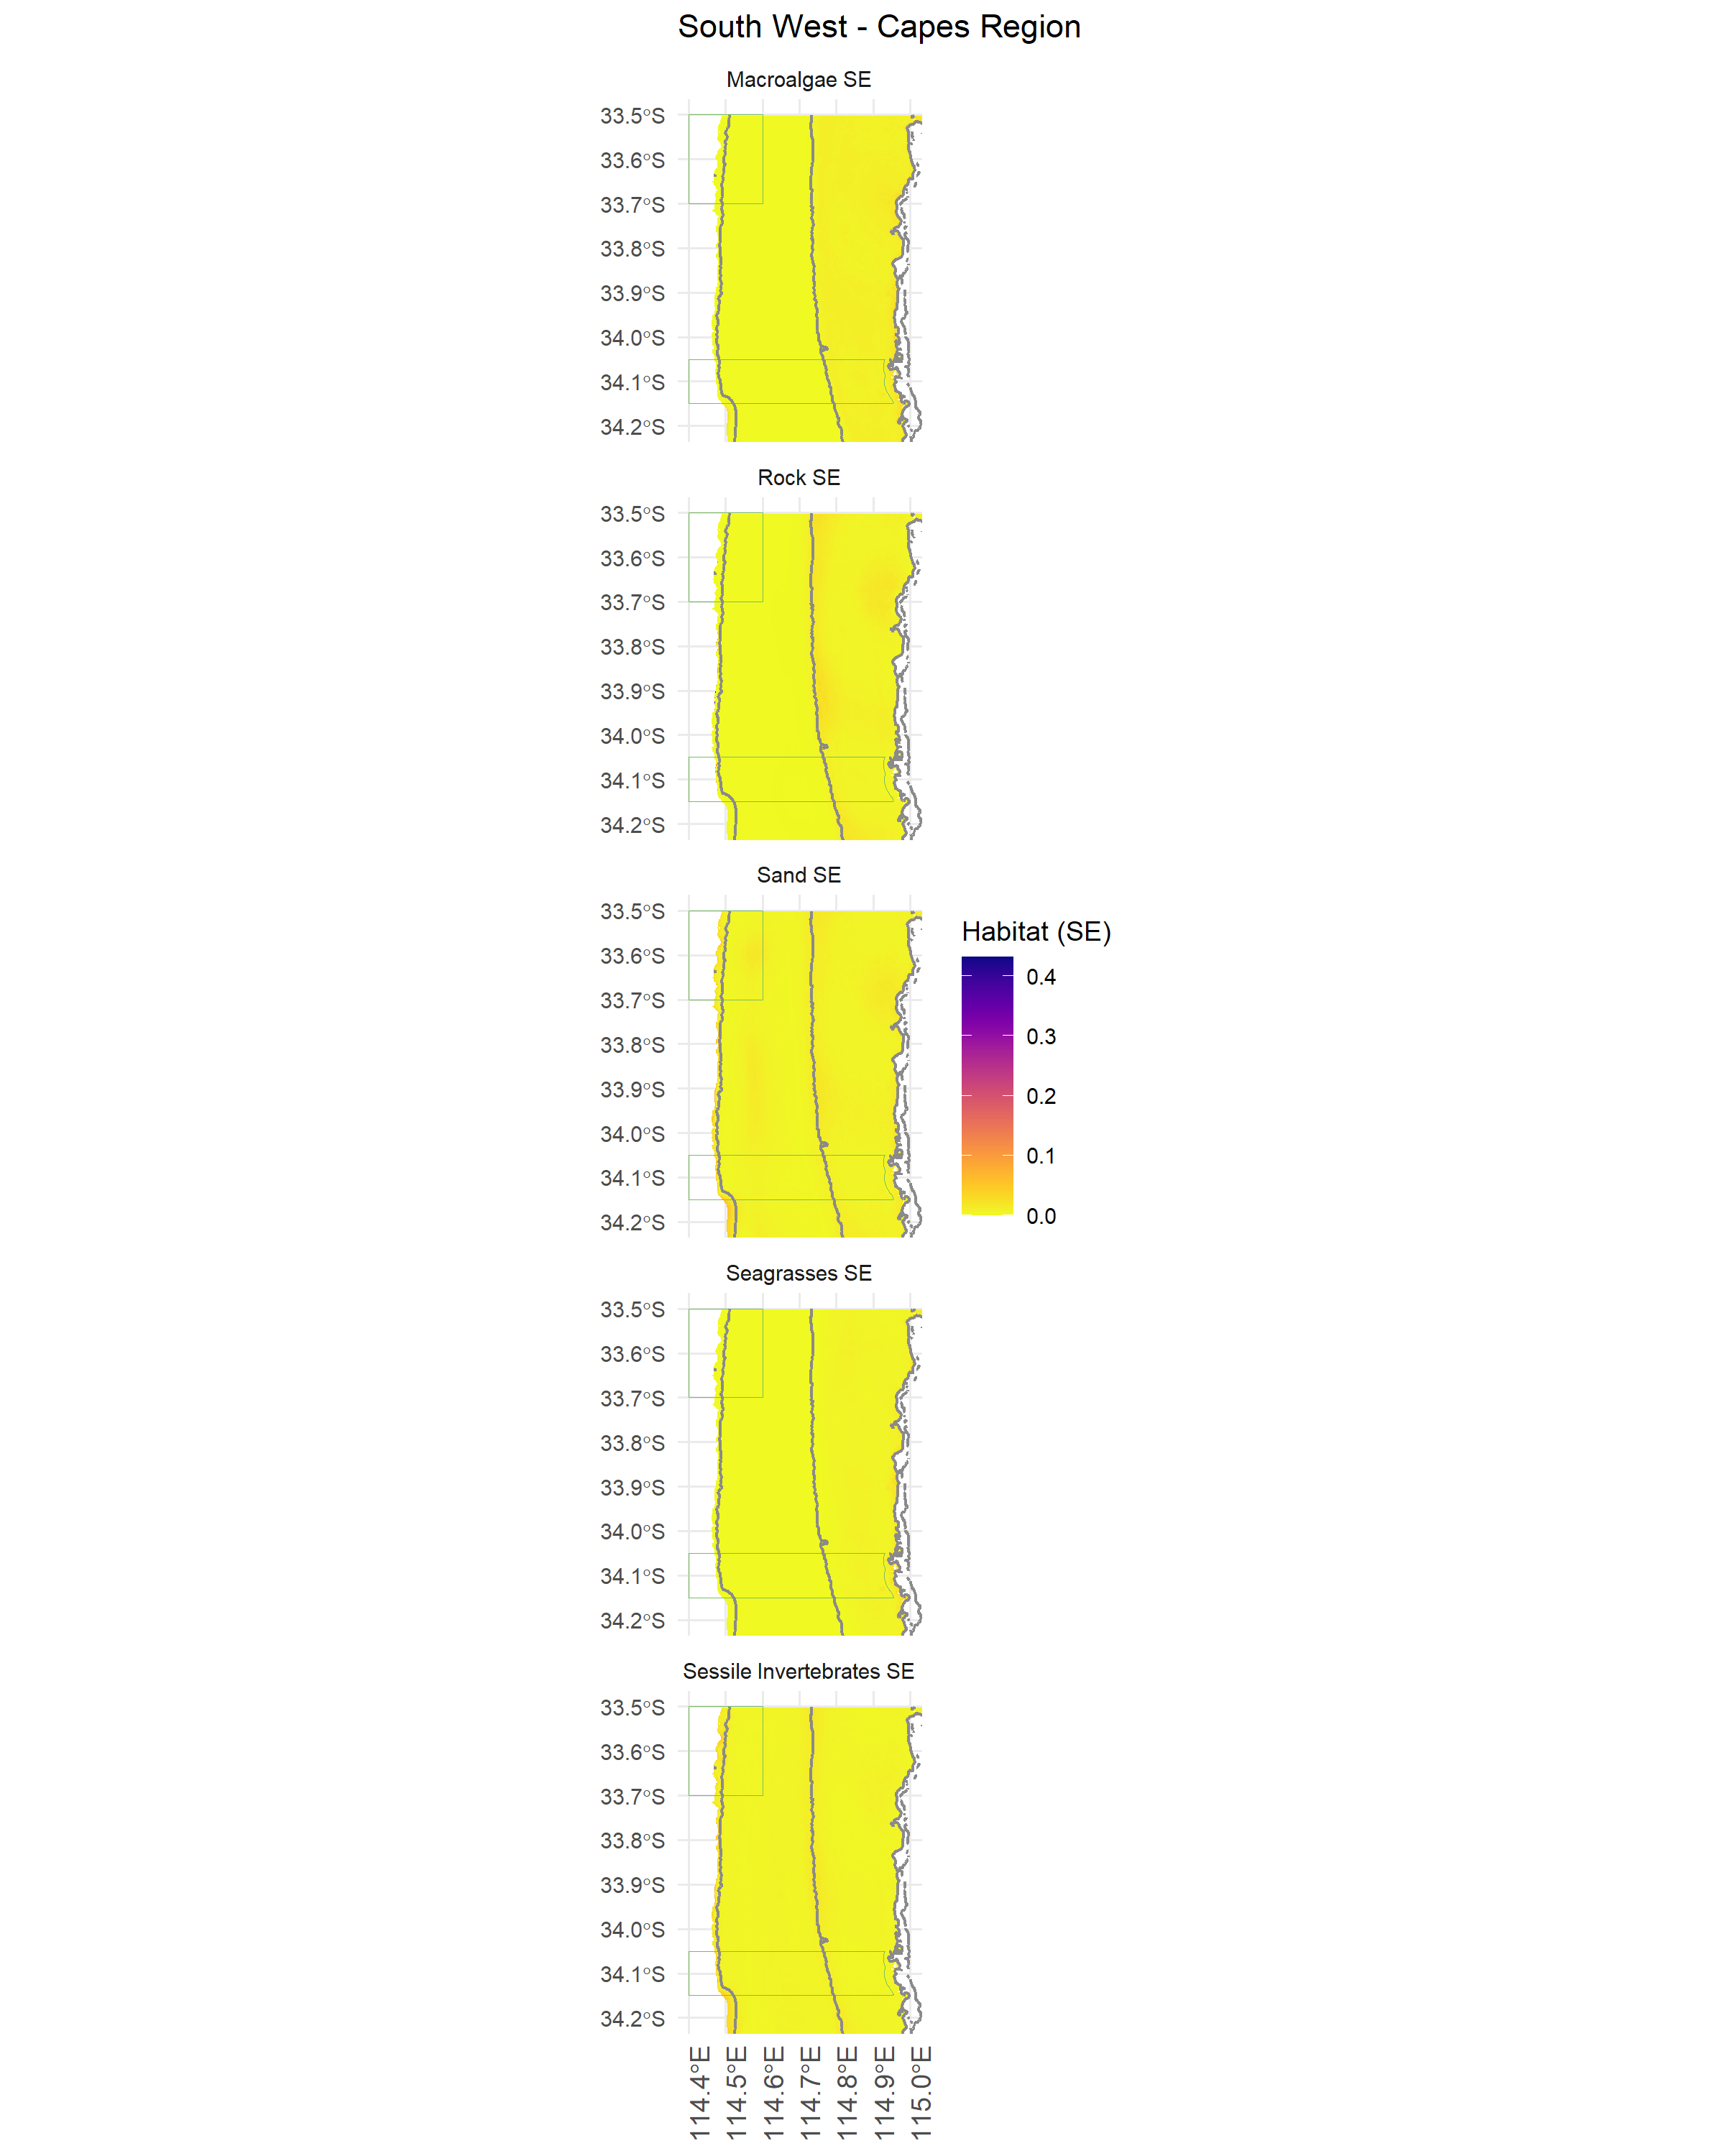 South West - Capes Region
Macroalgae SE
33.5°S
33.6°S
33.7°S
33.8°S
33.9°S
34.0°S
34.1°S
34.2°S
Rock SE
33.5°S
33.6°S
33.7°S
33.8°S
33.9°S
34.0°S
34.1°S
34.2°S
Sand SE
33.5°S
33.6°S
33.7°S
33.8°S
33.9°S
34.0°S
34.1°S
34.2°S
Habitat (SE)
0.4
0.3
0.2
0.1
0.0
Seagrasses SE
33.5°S
33.6°S
33.7°S
33.8°S
33.9°S
34.0°S
34.1°S
34.2°S
Sessile Invertebrates SE
33.5°S
33.6°S
33.7°S
33.8°S
33.9°S
34.0°S
34.1°S
34.2°S
114.4°E
114.5°E
114.6°E
114.7°E
114.8°E
114.9°E
115.0°E